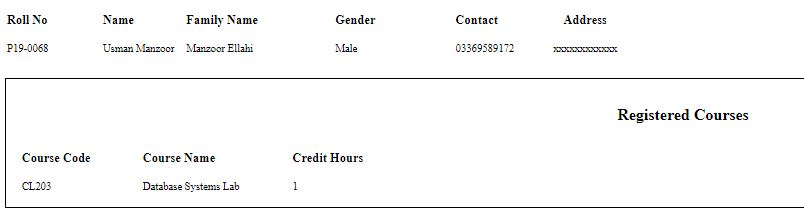 Roll No Name Family Name Gender Contact Address
P19-0068 Usman Manzoor Manzoor Ellahi Male 03369589172 xxxxxxxxxxxx
Registered Courses
Course Code Course Name Credit Hours
CL203 Database Systems Lab 1